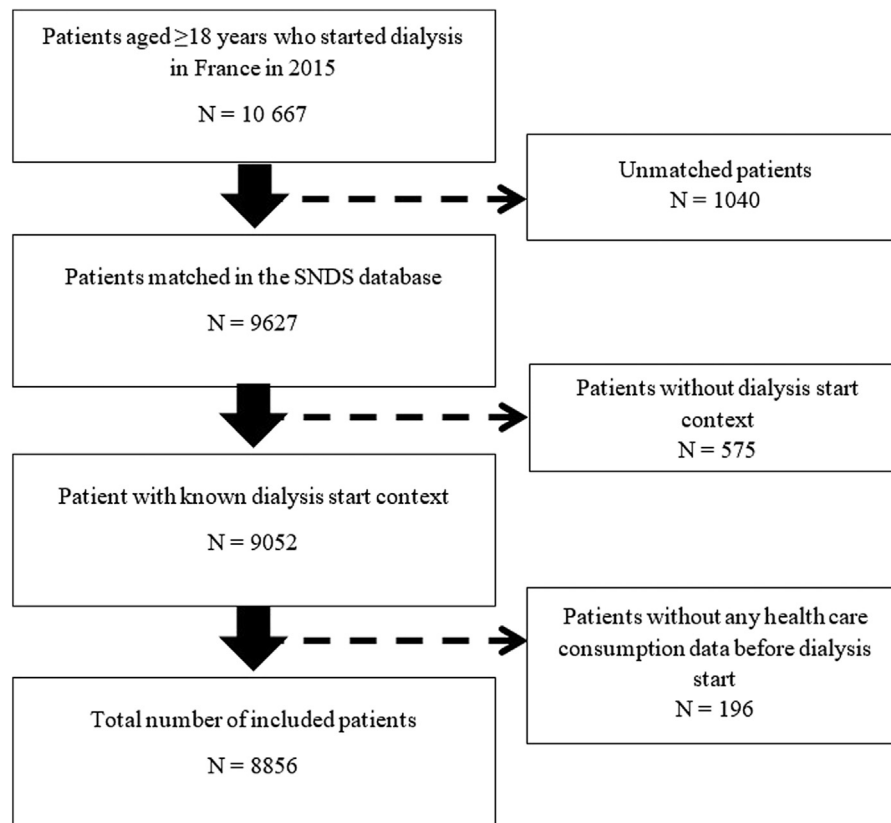 Patients aged ≥18 years who started dialysis
in France in 2015
N = 10 667
Unmatched patients
N = 1040
Patients matched in the SNDS database
N = 9627
Patients without dialysis start
context
N = 575
Patient with known dialysis start context
N = 9052
Patients without any health care
consumption data before dialysis
start
N = 196
Total number of included patients
N = 8856